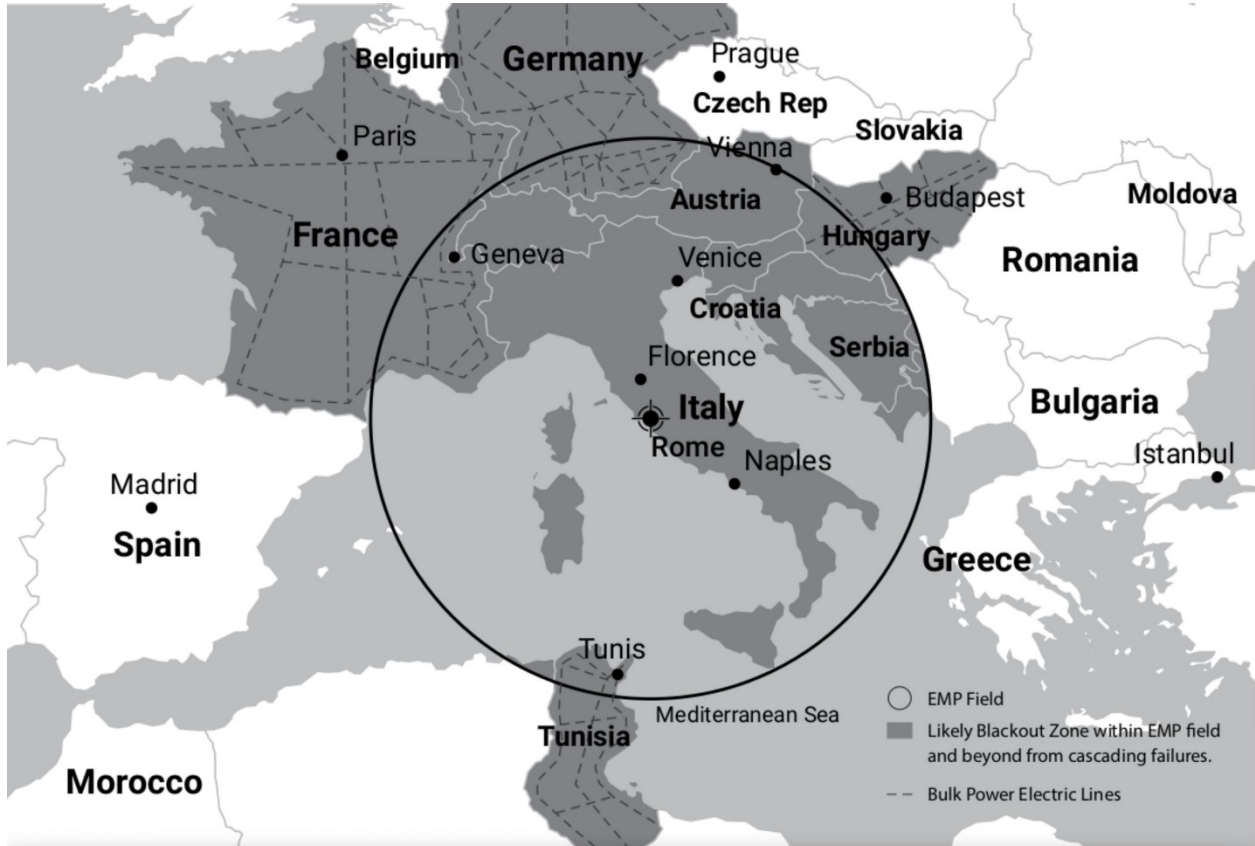 Belgium
Germany
Prague
Czech Rep
Slovakia
Paris
Vienna
Austria
Budapest
Moldova
France
Hungary
Geneva
Venice
Romania
Croatia
Florence
Serbia
Italy
Bulgaria
Rome
Naples
Istanbul
Madrid
Spain
Greece
Tunis
Mediterranean Sea
Tunisia
Morocco
EMP Field
Likely Blackout Zone within EMP field
and beyond from cascading failures.
Bulk Power Electric Lines